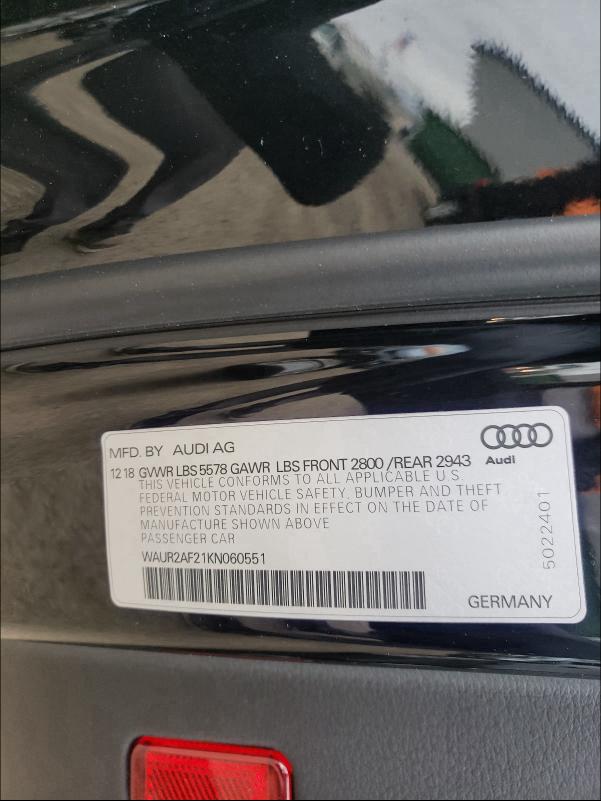 MFD. BY AUDI AG
12 18 GVWR LBS 5578 GAWR LBS FRONT 2800 /REAR 2943
Audi
THIS VEHICLE CONFORMS TO ALL APPLICABLE U.S.
FEDERAL MOTOR VEHICLE SAFETY, BUMPER AND THEFT
PREVENTION STANDARDS IN EFFECT ON THE DATE OF
MANUFACTURE SHOWN ABOVE
PASSENGER CAR
WAUR2AF21KN060551
5022401
GERMANY